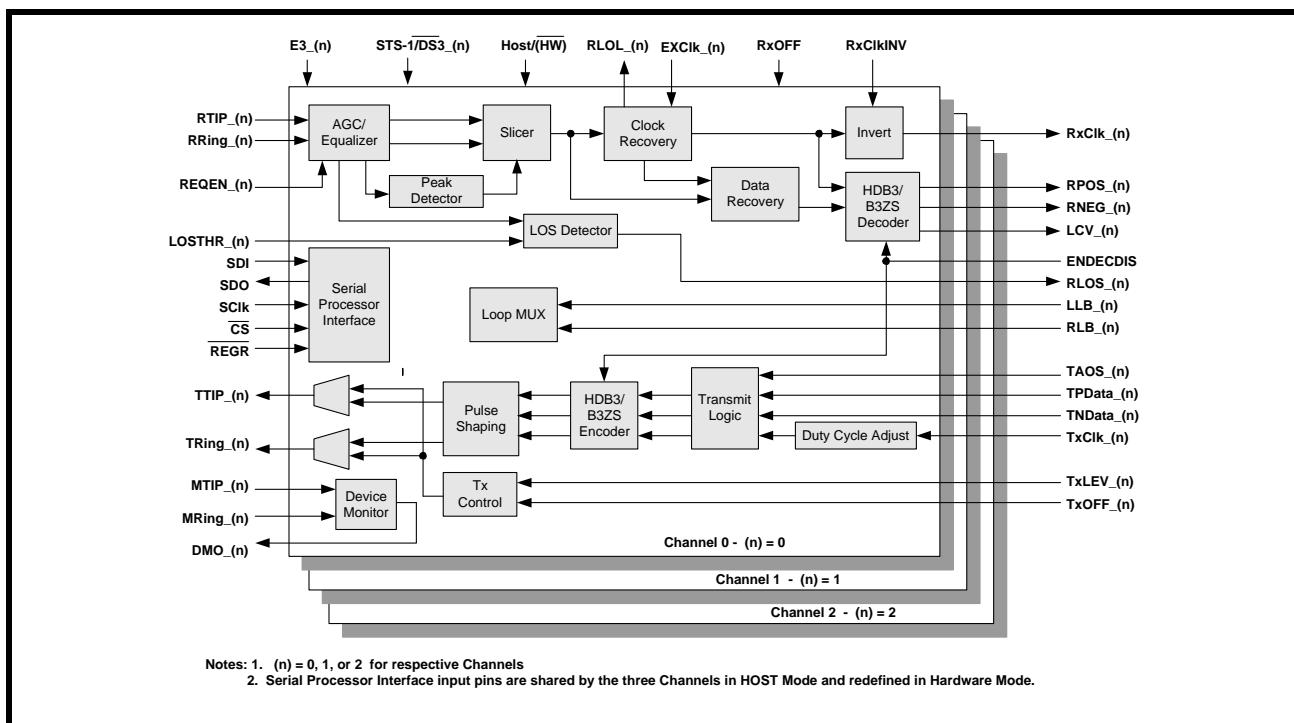 E3_(n)
STS-1/DS3_(n)
Host/(HW)
RLOL_(n)
EXClk_(n)
RxOFF
RxClkINV
RTIP_(n)
RRing_(n)
REQEN_(n)
LOSTHR_(n)
SDI
SDO
SClk
CS
REGR
TTIP_(n)
TRing_(n)
MTIP_(n)
MRing_(n)
DMO_(n)
AGC/
Equalizer
Peak
Detector
Slicer
LOS Detector
Clock
Recovery
Data
Recovery
Invert
HDB3/
B3ZS
Decoder
Serial
Processor
Interface
Loop MUX
Pulse
Shaping
HDB3/
B3ZS
Encoder
Transmit
Logic
Duty Cycle Adjust
Tx
Control
Device
Monitor
RxClk_(n)
RPOS_(n)
RNEG_(n)
LCV_(n)
ENDECDIS
RLOS_(n)
LLB_(n)
RLB_(n)
TAOS_(n)
TPData_(n)
TNData_(n)
TxClk_(n)
TxLEV_(n)
TxOFF_(n)
Channel 0 - (n) = 0
Channel 1 - (n) = 1
Channel 2 - (n) = 2
Notes: 1. (n) = 0, 1, or 2 for respective Channels
2. Serial Processor Interface input pins are shared by the three Channels in HOST Mode and redefined in Hardware Mode.